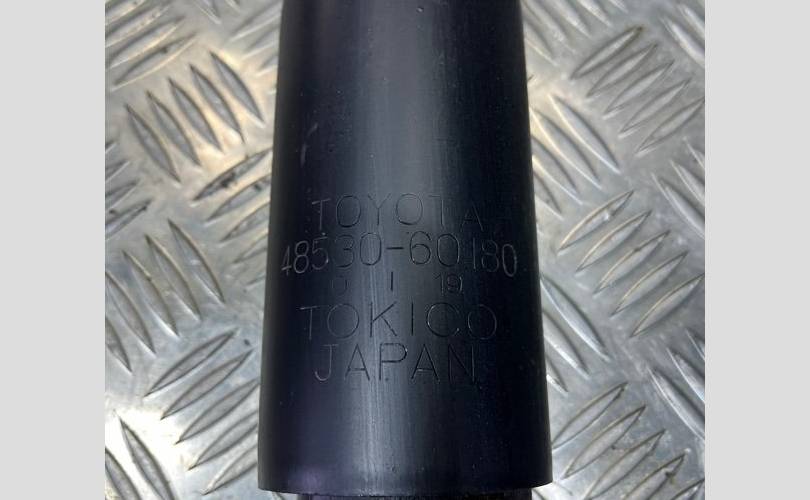 TOYOTA
48530-60180
0 1 19
TOKICO
JAPAN